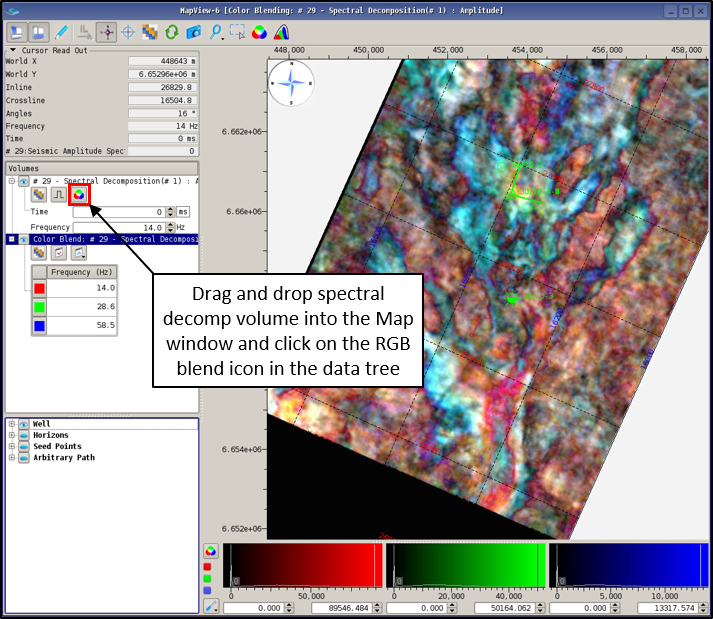 MapView-6 [Color Blending: # 29 - Spectral Decomposition(# 1) : Amplitude]
Cursor Read Out
World X 448643 m
World Y 6.65296e+06 m
Inline 26829.8
Crossline 16504.8
Angles 16 °
Frequency 14 Hz
Time 0 ms
# 29:Seismic Amplitude Spec 0
Volumes
# 29 - Spectral Decomposition(# 1) : A
Time 0 ms
Frequency 14.0 Hz
Color Blend: # 29 - Spectral Decomposi
Frequency (Hz)
14.0
28.6
58.5
Well
Horizons
Seed Points
Arbitrary Path
448,000 450,000 452,000 454,000 456,000 458,000
N
S
6.662e+06
6.66e+06
6.654e+06
6.652e+06
Drag and drop spectral
decomp volume into the Map
window and click on the RGB
blend icon in the data tree
0 0 0
0 50,000 0 20,000 40,000 0 5,000 10,000
0.000 89546.484 0.000 50164.062 0.000 13317.574